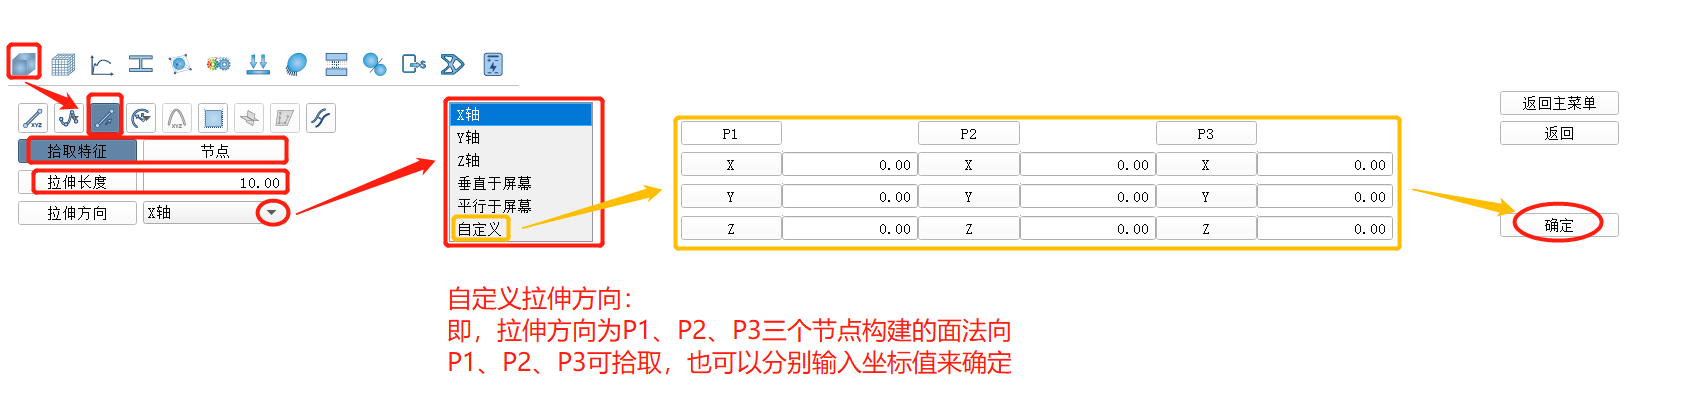 拾取特征 节点
拉伸长度 10.00
拉伸方向 X轴
X轴
Y轴
Z轴
垂直于屏幕
平行于屏幕
自定义
P1 P2 P3
X 0.00 X 0.00 X 0.00
Y 0.00 Y 0.00 Y 0.00
Z 0.00 Z 0.00 Z 0.00
返回主菜单
返回
确定
自定义拉伸方向：
即，拉伸方向为P1、P2、P3三个节点构建的面法向
P1、P2、P3可拾取，也可以分别输入坐标值来确定